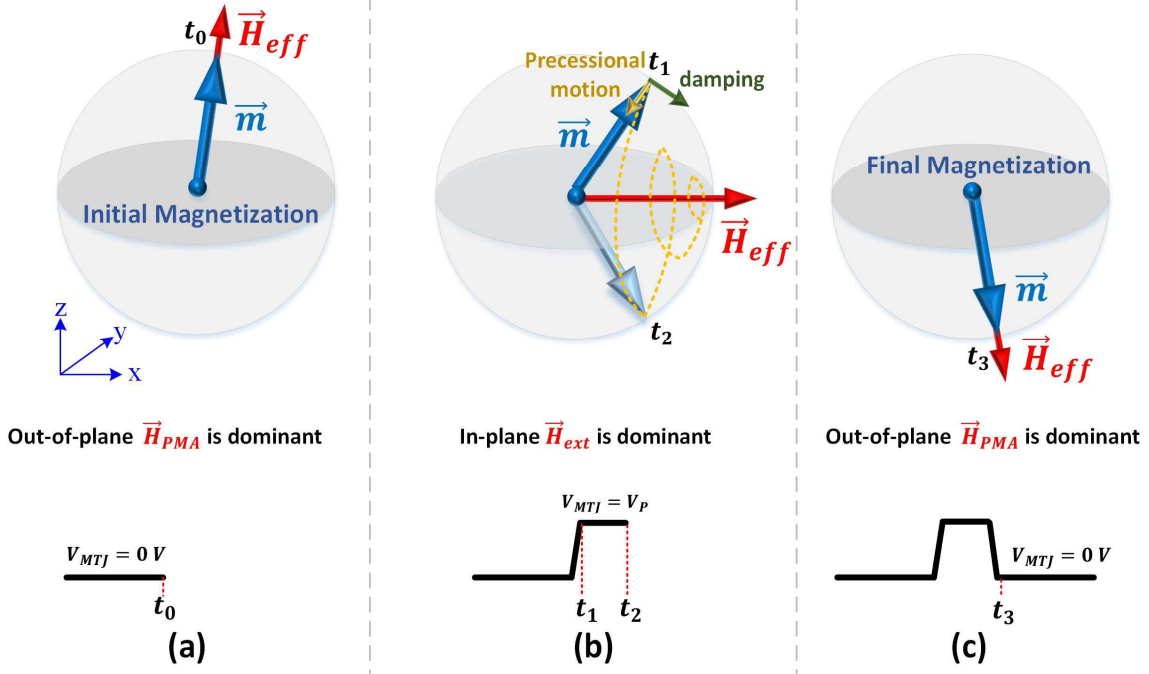 t₀
H⃗eff
m⃗
Initial Magnetization
z
y
x
Out-of-plane H⃗PMA is dominant
VMTJ = 0 V
t₀
(a)
Precessional
motion
t₁
damping
m⃗
H⃗eff
t₂
In-plane H⃗ext is dominant
VMTJ = VP
t₁
t₂
(b)
Final Magnetization
m⃗
t₃
H⃗eff
Out-of-plane H⃗PMA is dominant
VMTJ = 0 V
t₃
(c)